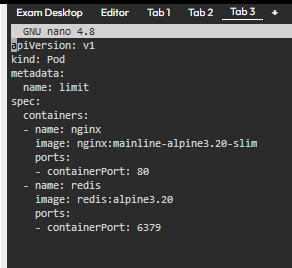 Exam Desktop Editor Tab 1 Tab 2 Tab 3 +
GNU nano 4.8
apiVersion: v1
kind: Pod
metadata:
  name: limit
spec:
  containers:
  - name: nginx
    image: nginx:mainline-alpine3.20-slim
    ports:
    - containerPort: 80
  - name: redis
    image: redis:alpine3.20
    ports:
    - containerPort: 6379